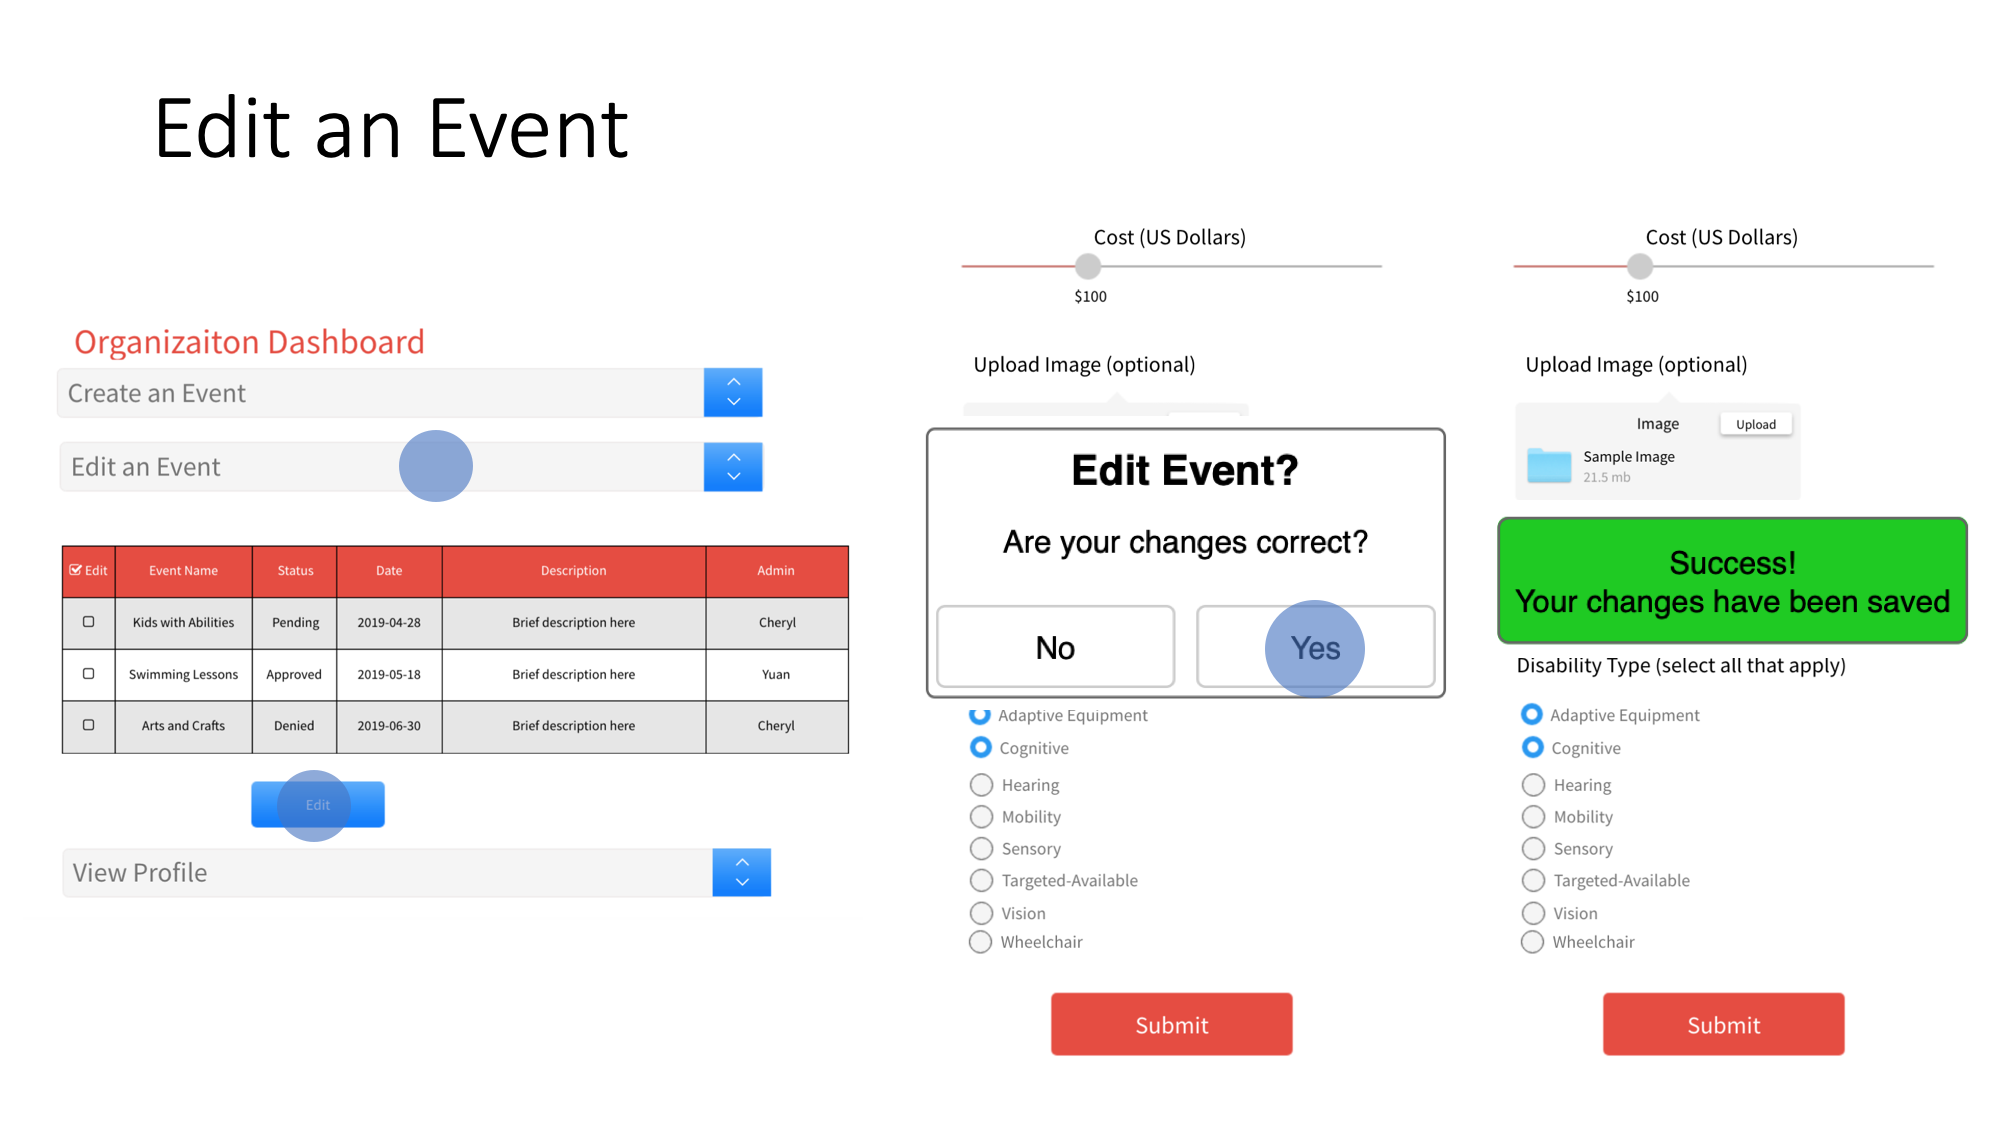 Edit an Event
Organizaiton Dashboard
Create an Event
Edit an Event
Edit Event Name Status Date Description Admin
Kids with Abilities Pending 2019-04-28 Brief description here Cheryl
Swimming Lessons Approved 2019-05-18 Brief description here Yuan
Arts and Crafts Denied 2019-06-30 Brief description here Cheryl
Edit
View Profile
Cost (US Dollars)
$100
Upload Image (optional)
Edit Event?
Are your changes correct?
No Yes
Adaptive Equipment
Cognitive
Hearing
Mobility
Sensory
Targeted-Available
Vision
Wheelchair
Submit
Cost (US Dollars)
$100
Upload Image (optional)
Image Upload
Sample Image
21.5 mb
Success!
Your changes have been saved
Disability Type (select all that apply)
Adaptive Equipment
Cognitive
Hearing
Mobility
Sensory
Targeted-Available
Vision
Wheelchair
Submit